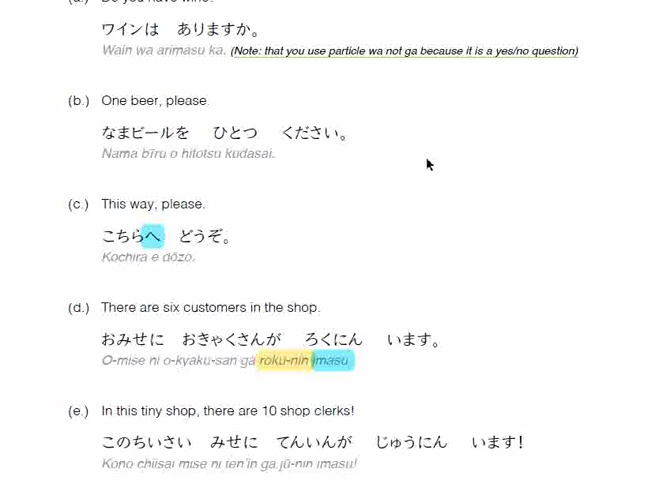 (a.) Do you have wine?
ワインは ありますか。
Wain wa arimasu ka. (Note: that you use particle wa not ga because it is a yes/no question)
(b.) One beer, please.
なまビールを ひとつ ください。
Nama bīru o hitotsu kudasai.
(c.) This way, please.
こちらへ どうぞ。
Kochira e dōzo.
(d.) There are six customers in the shop.
おみせに おきゃくさんが ろくにん います。
O-mise ni o-kyaku-san ga roku-nin imasu
(e.) In this tiny shop, there are 10 shop clerks!
このちいさい みせに てんいんが じゅうにん います！
Kono chiisai mise ni ten'in ga jū-nin imasu!